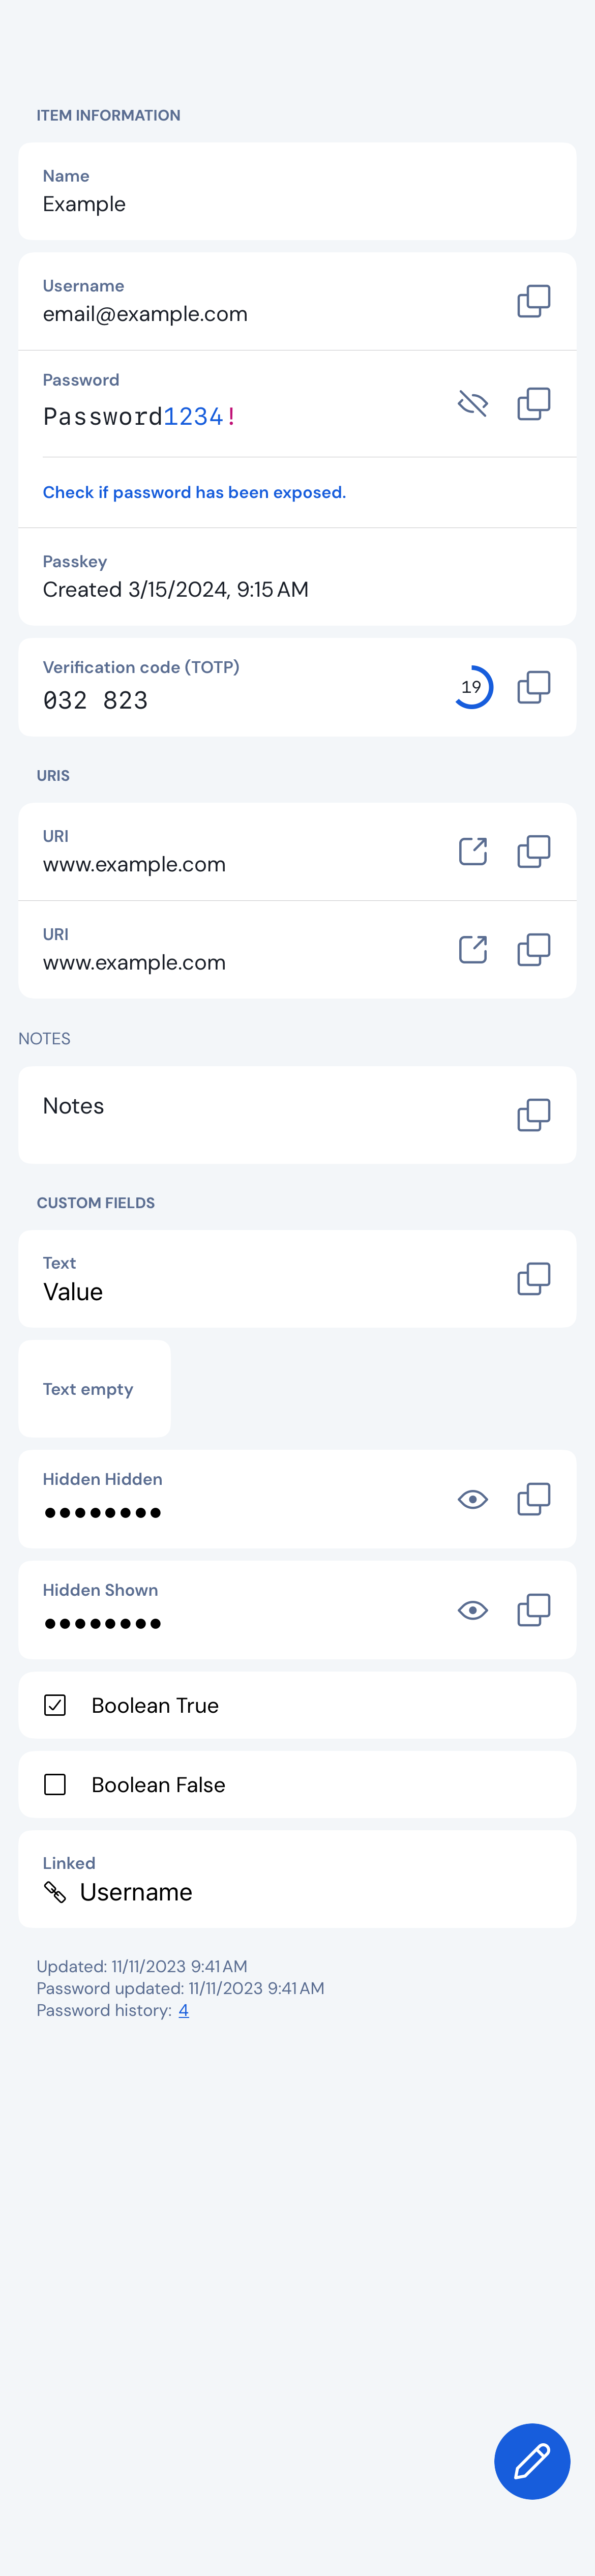 ITEM INFORMATION
Name
Example
Username
email@example.com
Password
Password1234!
Check if password has been exposed.
Passkey
Created 3/15/2024, 9:15 AM
Verification code (TOTP)
032 823
19
URIS
URI
www.example.com
URI
www.example.com
NOTES
Notes
CUSTOM FIELDS
Text
Value
Text empty
Hidden Hidden
••••••••
Hidden Shown
••••••••
Boolean True
Boolean False
Linked
Username
Updated: 11/11/2023 9:41 AM
Password updated: 11/11/2023 9:41 AM
Password history: 4